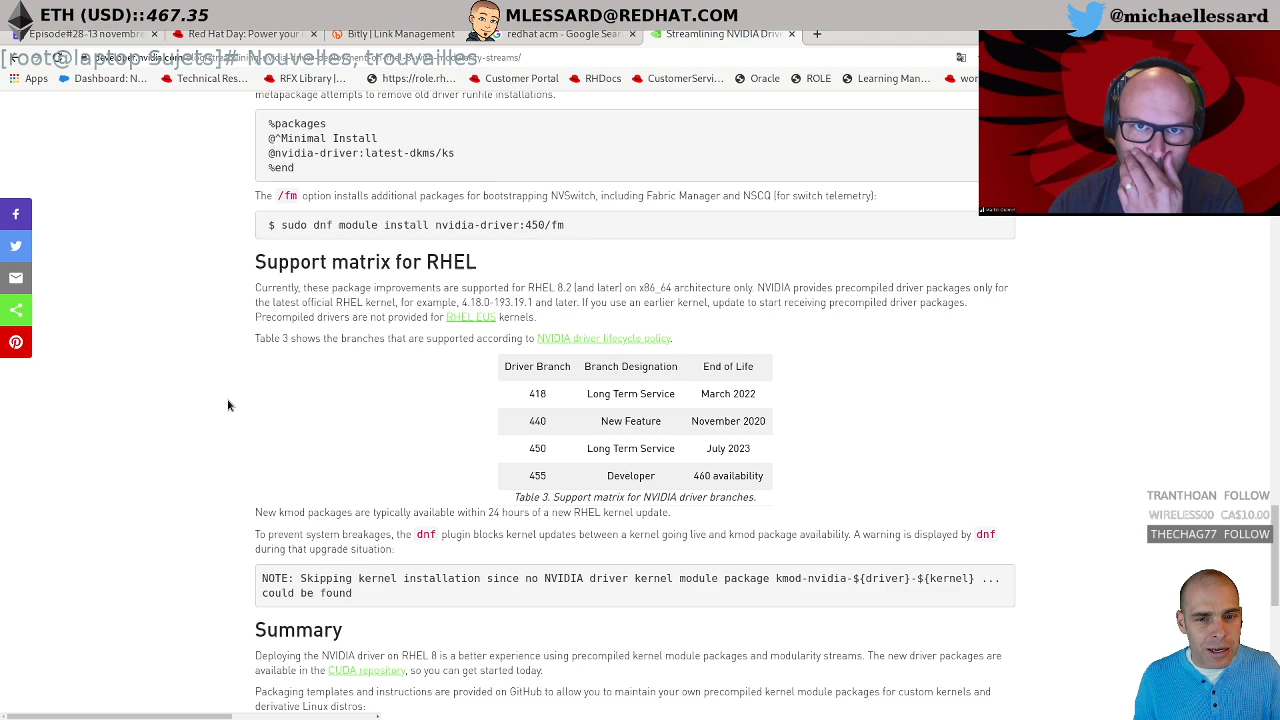 ETH (USD)::467.35
MLESSARD@REDHAT.COM
@michaellessard
Episode#28-13 novembre
Red Hat Day: Power your
Bitly | Link Management
redhat acm - Google Sear
Streaming NVIDIA Driv
[root@laptop Sujets]# Nouvelles, trouvailles
Apps
Dashboard: N...
Technical Res...
RFX Library |...
https://role.rh...
Customer Portal
RHDocs
CustomerServi...
Oracle
ROLE
Learning Man...
metapackage attempts to remove old driver runfile installations.
%packages
@^Minimal Install
@nvidia-driver:latest-dkms/ks
%end
The /fm option installs additional packages for bootstrapping NVSwitch, including Fabric Manager and NSCQ (for switch telemetry):
$ sudo dnf module install nvidia-driver:450/fm
Support matrix for RHEL
Currently, these package improvements are supported for RHEL 8.2 (and later) on x86_64 architecture only. NVIDIA provides precompiled driver packages only for
the latest official RHEL kernel, for example, 4.18.0-193.19.1 and later. If you use an earlier kernel, update to start receiving precompiled driver packages.
Precompiled drivers are not provided for RHEL EUS kernels.
Table 3 shows the branches that are supported according to NVIDIA driver lifecycle policy.
Driver Branch Branch Designation End of Life
418 Long Term Service March 2022
440 New Feature November 2020
450 Long Term Service July 2023
455 Developer 460 availability
Table 3. Support matrix for NVIDIA driver branches.
New kmod packages are typically available within 24 hours of a new RHEL kernel update.
To prevent system breakages, the dnf plugin bricks kernel updates between a kernel going live and kmod package availability. A warning is displayed by dnf
during that upgrade situation:
NOTE: Skipping kernel installation since no NVIDIA driver kernel module package kmod-nvidia-${driver}-${kernel} ...
could be found
Summary
Deploying the NVIDIA driver on RHEL 8 is a better experience using precompiled kernel module packages and modularity streams. The new driver packages are
available in the CUDA repository, so you can get started today.
Packaging templates and instructions are provided on GitHub to allow you to maintain your own precompiled kernel module packages for custom kernels and
derivative Linux distros:
TRANTHOAN FOLLOW
WIRELESS00 CA$10.00
THECHAG77 FOLLOW